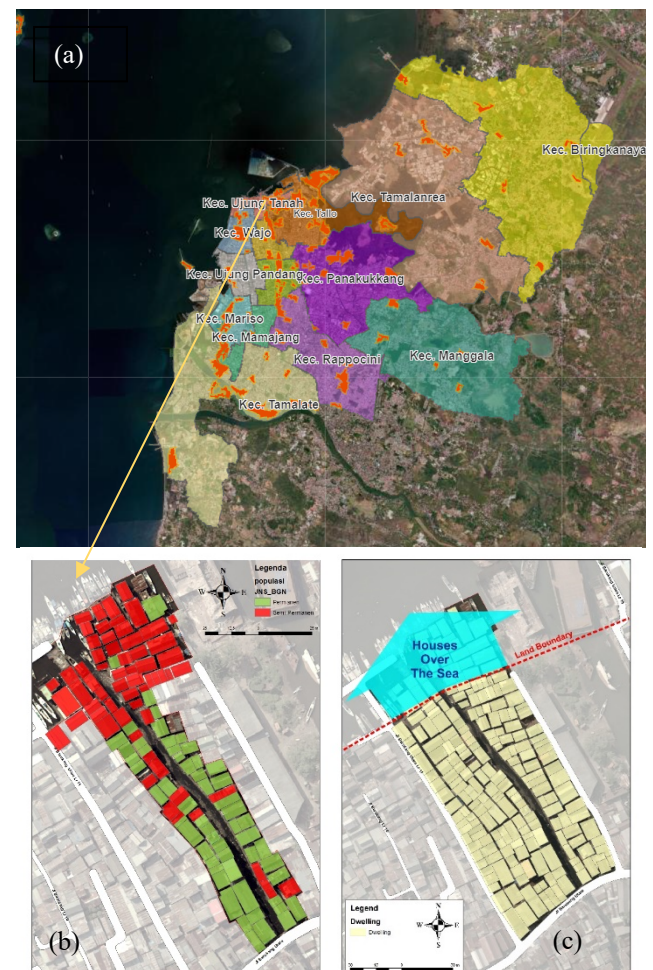 (a)
Kec. Biringkanaya
Kec. Tamalanrea
Kec. Ujung Tanah
Kec. Tallo
Kec. Wajo
Kec. Ujung Pandang
Kec. Panakukkang
Kec. Mariso
Kec. Mamajang
Kec. Rappocini
Kec. Manggala
Kec. Tamalate
Legenda
populasi
JNS_BGN
Permanen
Semi Permanen
N
W
E
S
(b)
Houses
Over
The Sea
Land Boundary
Legend
Dwelling
Dwelling
N
W
E
S
(c)